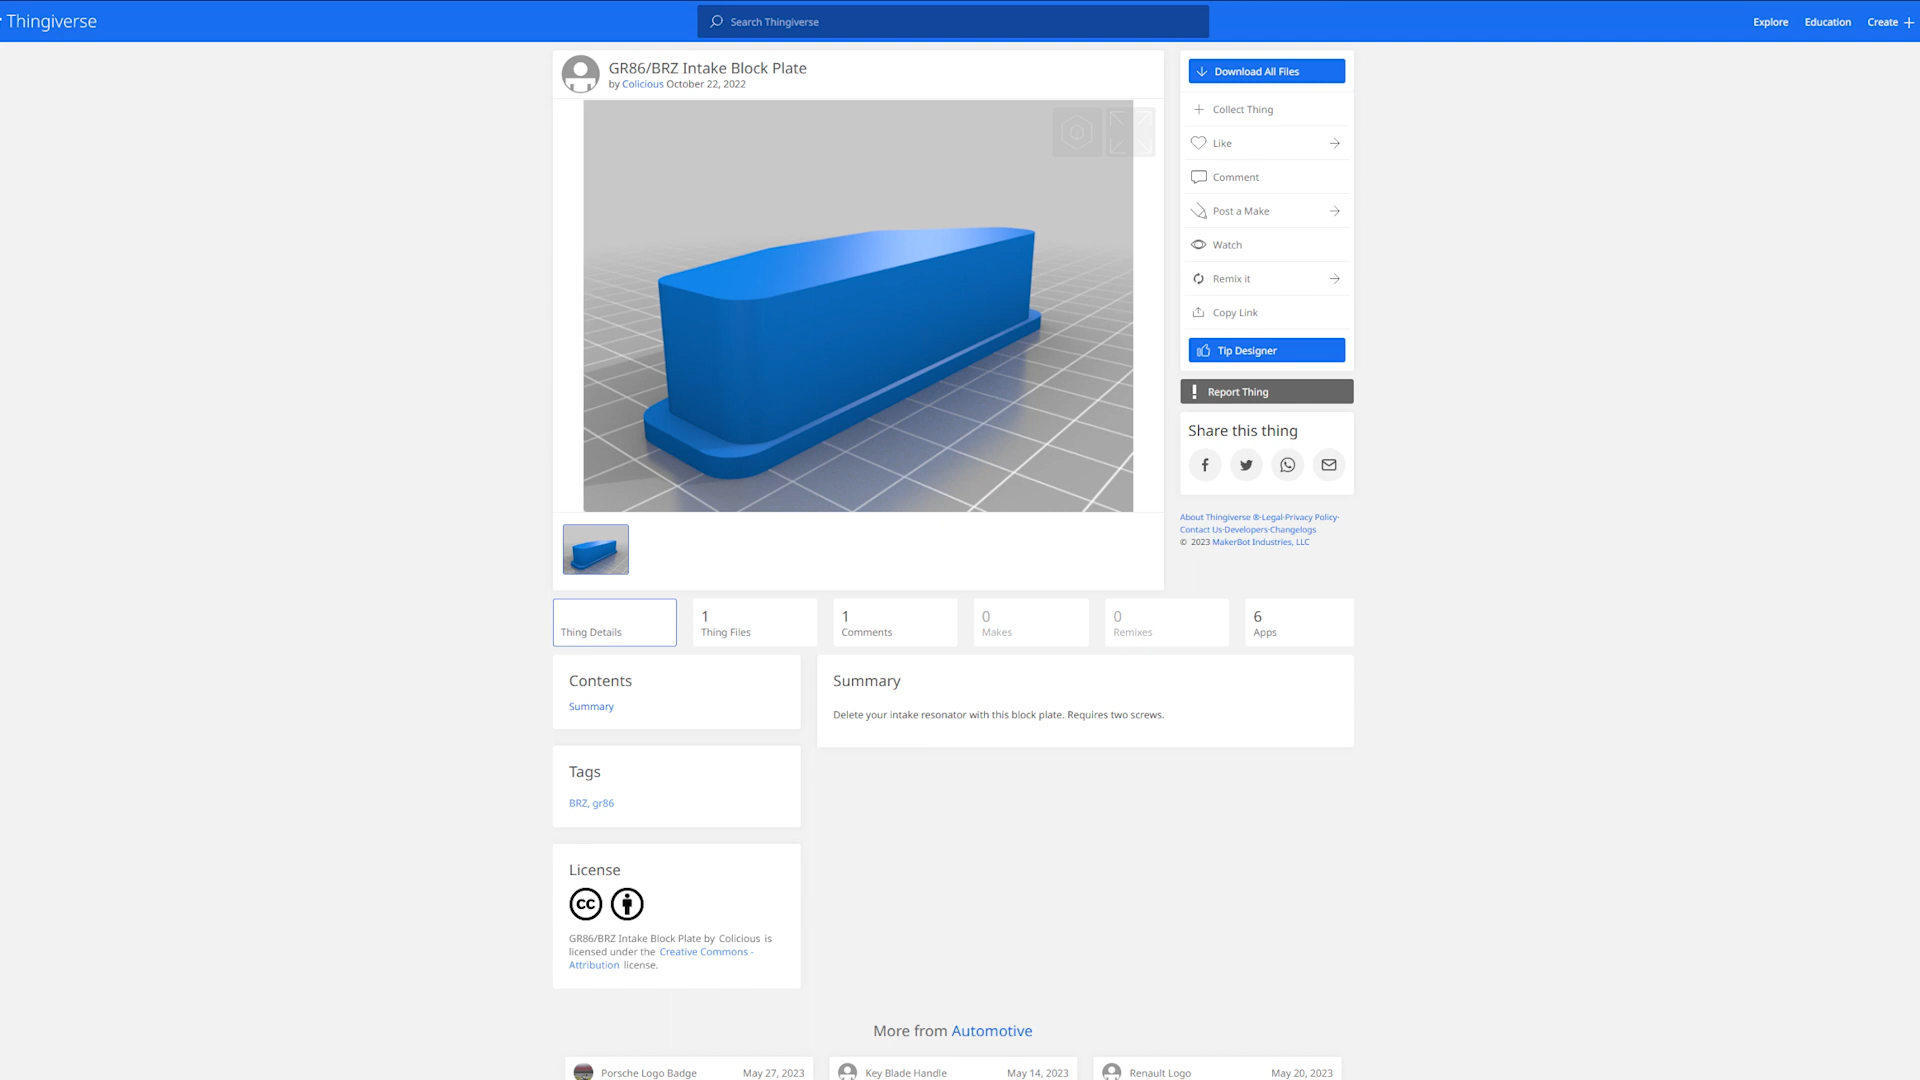 Thingiverse
Search Thingiverse
Explore
Education
Create
GR86/BRZ Intake Block Plate
by Colicious October 22, 2022
Download All Files
Collect Thing
Like
Comment
Post a Make
Watch
Remix it
Copy Link
Tip Designer
Report Thing
Share this thing
About Thingiverse ®·Legal·Privacy Policy·
Contact Us·Developers·Changelogs
© 2023 MakerBot Industries, LLC
Thing Details
1
Thing Files
1
Comments
0
Makes
0
Remixes
6
Apps
Contents
Summary
Summary
Delete your intake resonator with this block plate. Requires two screws.
Tags
BRZ, gr86
License
cc
GR86/BRZ Intake Block Plate by Colicious is
licensed under the Creative Commons -
Attribution license.
More from Automotive
Porsche Logo Badge May 27, 2023
Key Blade Handle May 14, 2023
Renault Logo May 20, 2023